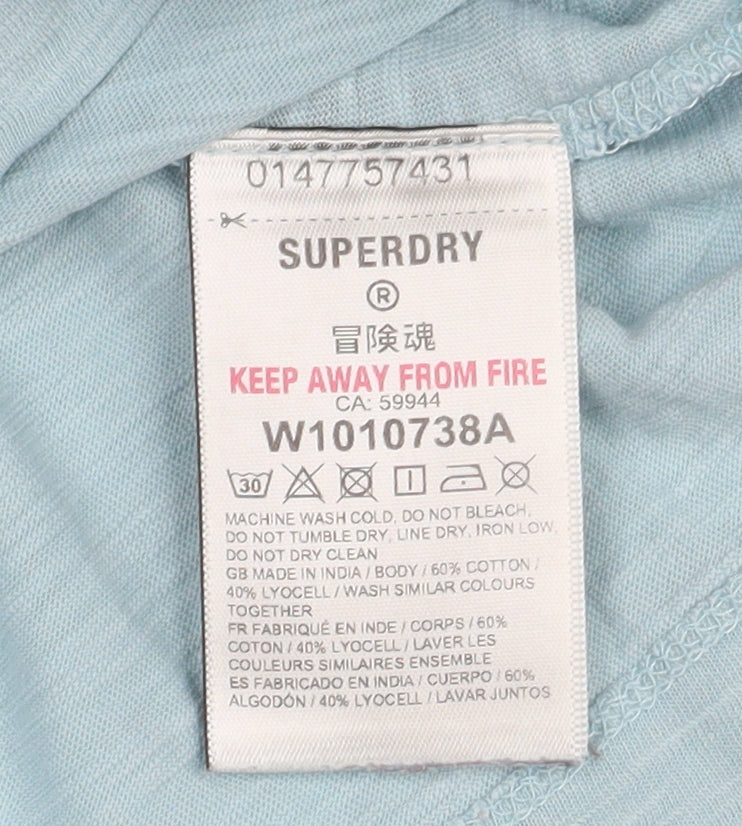 0147757431
SUPERDRY
®
冒険魂
KEEP AWAY FROM FIRE
CA: 59944
W1010738A
30
MACHINE WASH COLD, DO NOT BLEACH,
DO NOT TUMBLE DRY, LINE DRY, IRON LOW,
DO NOT DRY CLEAN
GB MADE IN INDIA / BODY / 60% COTTON /
40% LYOCELL / WASH SIMILAR COLOURS
TOGETHER
FR FABRIQUÉ EN INDE / CORPS / 60%
COTON / 40% LYOCELL / LAVER LES
COULEURS SIMILAIRES ENSEMBLE
ES FABRICADO EN INDIA / CUERPO / 60%
ALGODÓN / 40% LYOCELL / LAVAR JUNTOS